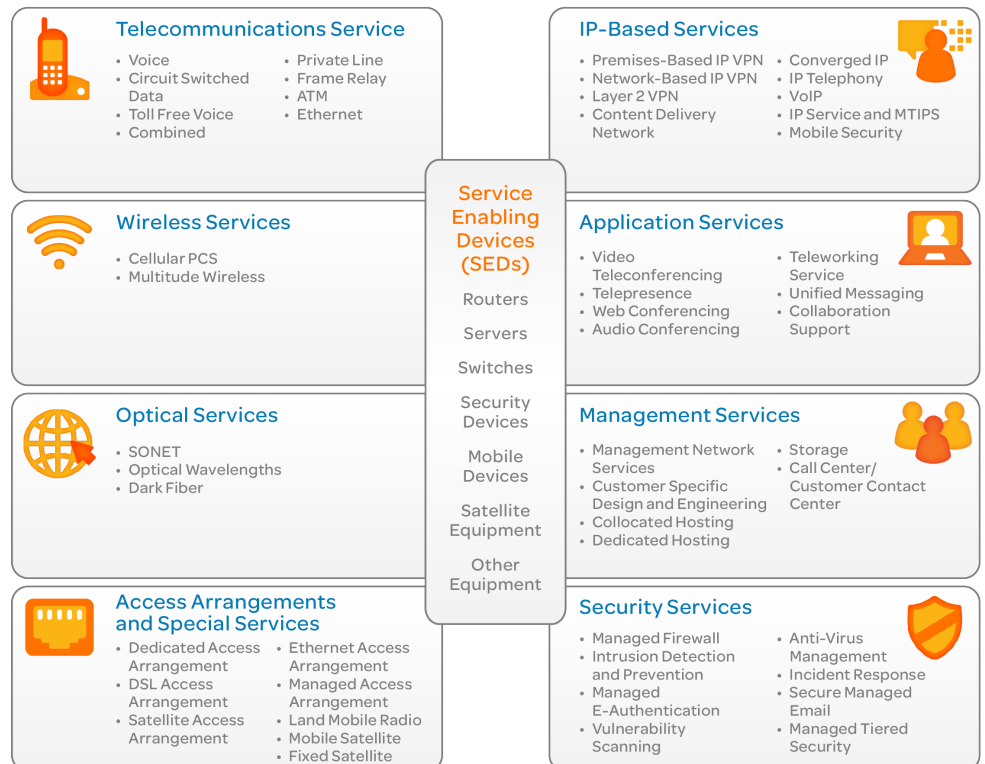 Telecommunications Service
• Voice
• Circuit Switched
Data
• Toll Free Voice
• Combined
• Private Line
• Frame Relay
• ATM
• Ethernet
IP-Based Services
• Premises-Based IP VPN
• Network-Based IP VPN
• Layer 2 VPN
• Content Delivery
Network
• Converged IP
• IP Telephony
• VoIP
• IP Service and MTIPS
• Mobile Security
Wireless Services
• Cellular PCS
• Multitude Wireless
Service
Enabling
Devices
(SEDs)
Routers
Servers
Switches
Security
Devices
Mobile
Devices
Satellite
Equipment
Other
Equipment
Application Services
• Video
Teleconferencing
• Telepresence
• Web Conferencing
• Audio Conferencing
• Teleworking
Service
• Unified Messaging
• Collaboration
Support
Optical Services
• SONET
• Optical Wavelengths
• Dark Fiber
Management Services
• Management Network
Services
• Customer Specific
Design and Engineering
• Collocated Hosting
• Dedicated Hosting
• Storage
• Call Center/
Customer Contact
Center
Access Arrangements
and Special Services
• Dedicated Access
Arrangement
• DSL Access
Arrangement
• Satellite Access
Arrangement
• Ethernet Access
Arrangement
• Managed Access
Arrangement
• Land Mobile Radio
• Mobile Satellite
• Fixed Satellite
Security Services
• Managed Firewall
• Intrusion Detection
and Prevention
• Managed
E-Authentication
• Vulnerability
Scanning
• Anti-Virus
Management
• Incident Response
• Secure Managed
Email
• Managed Tiered
Security